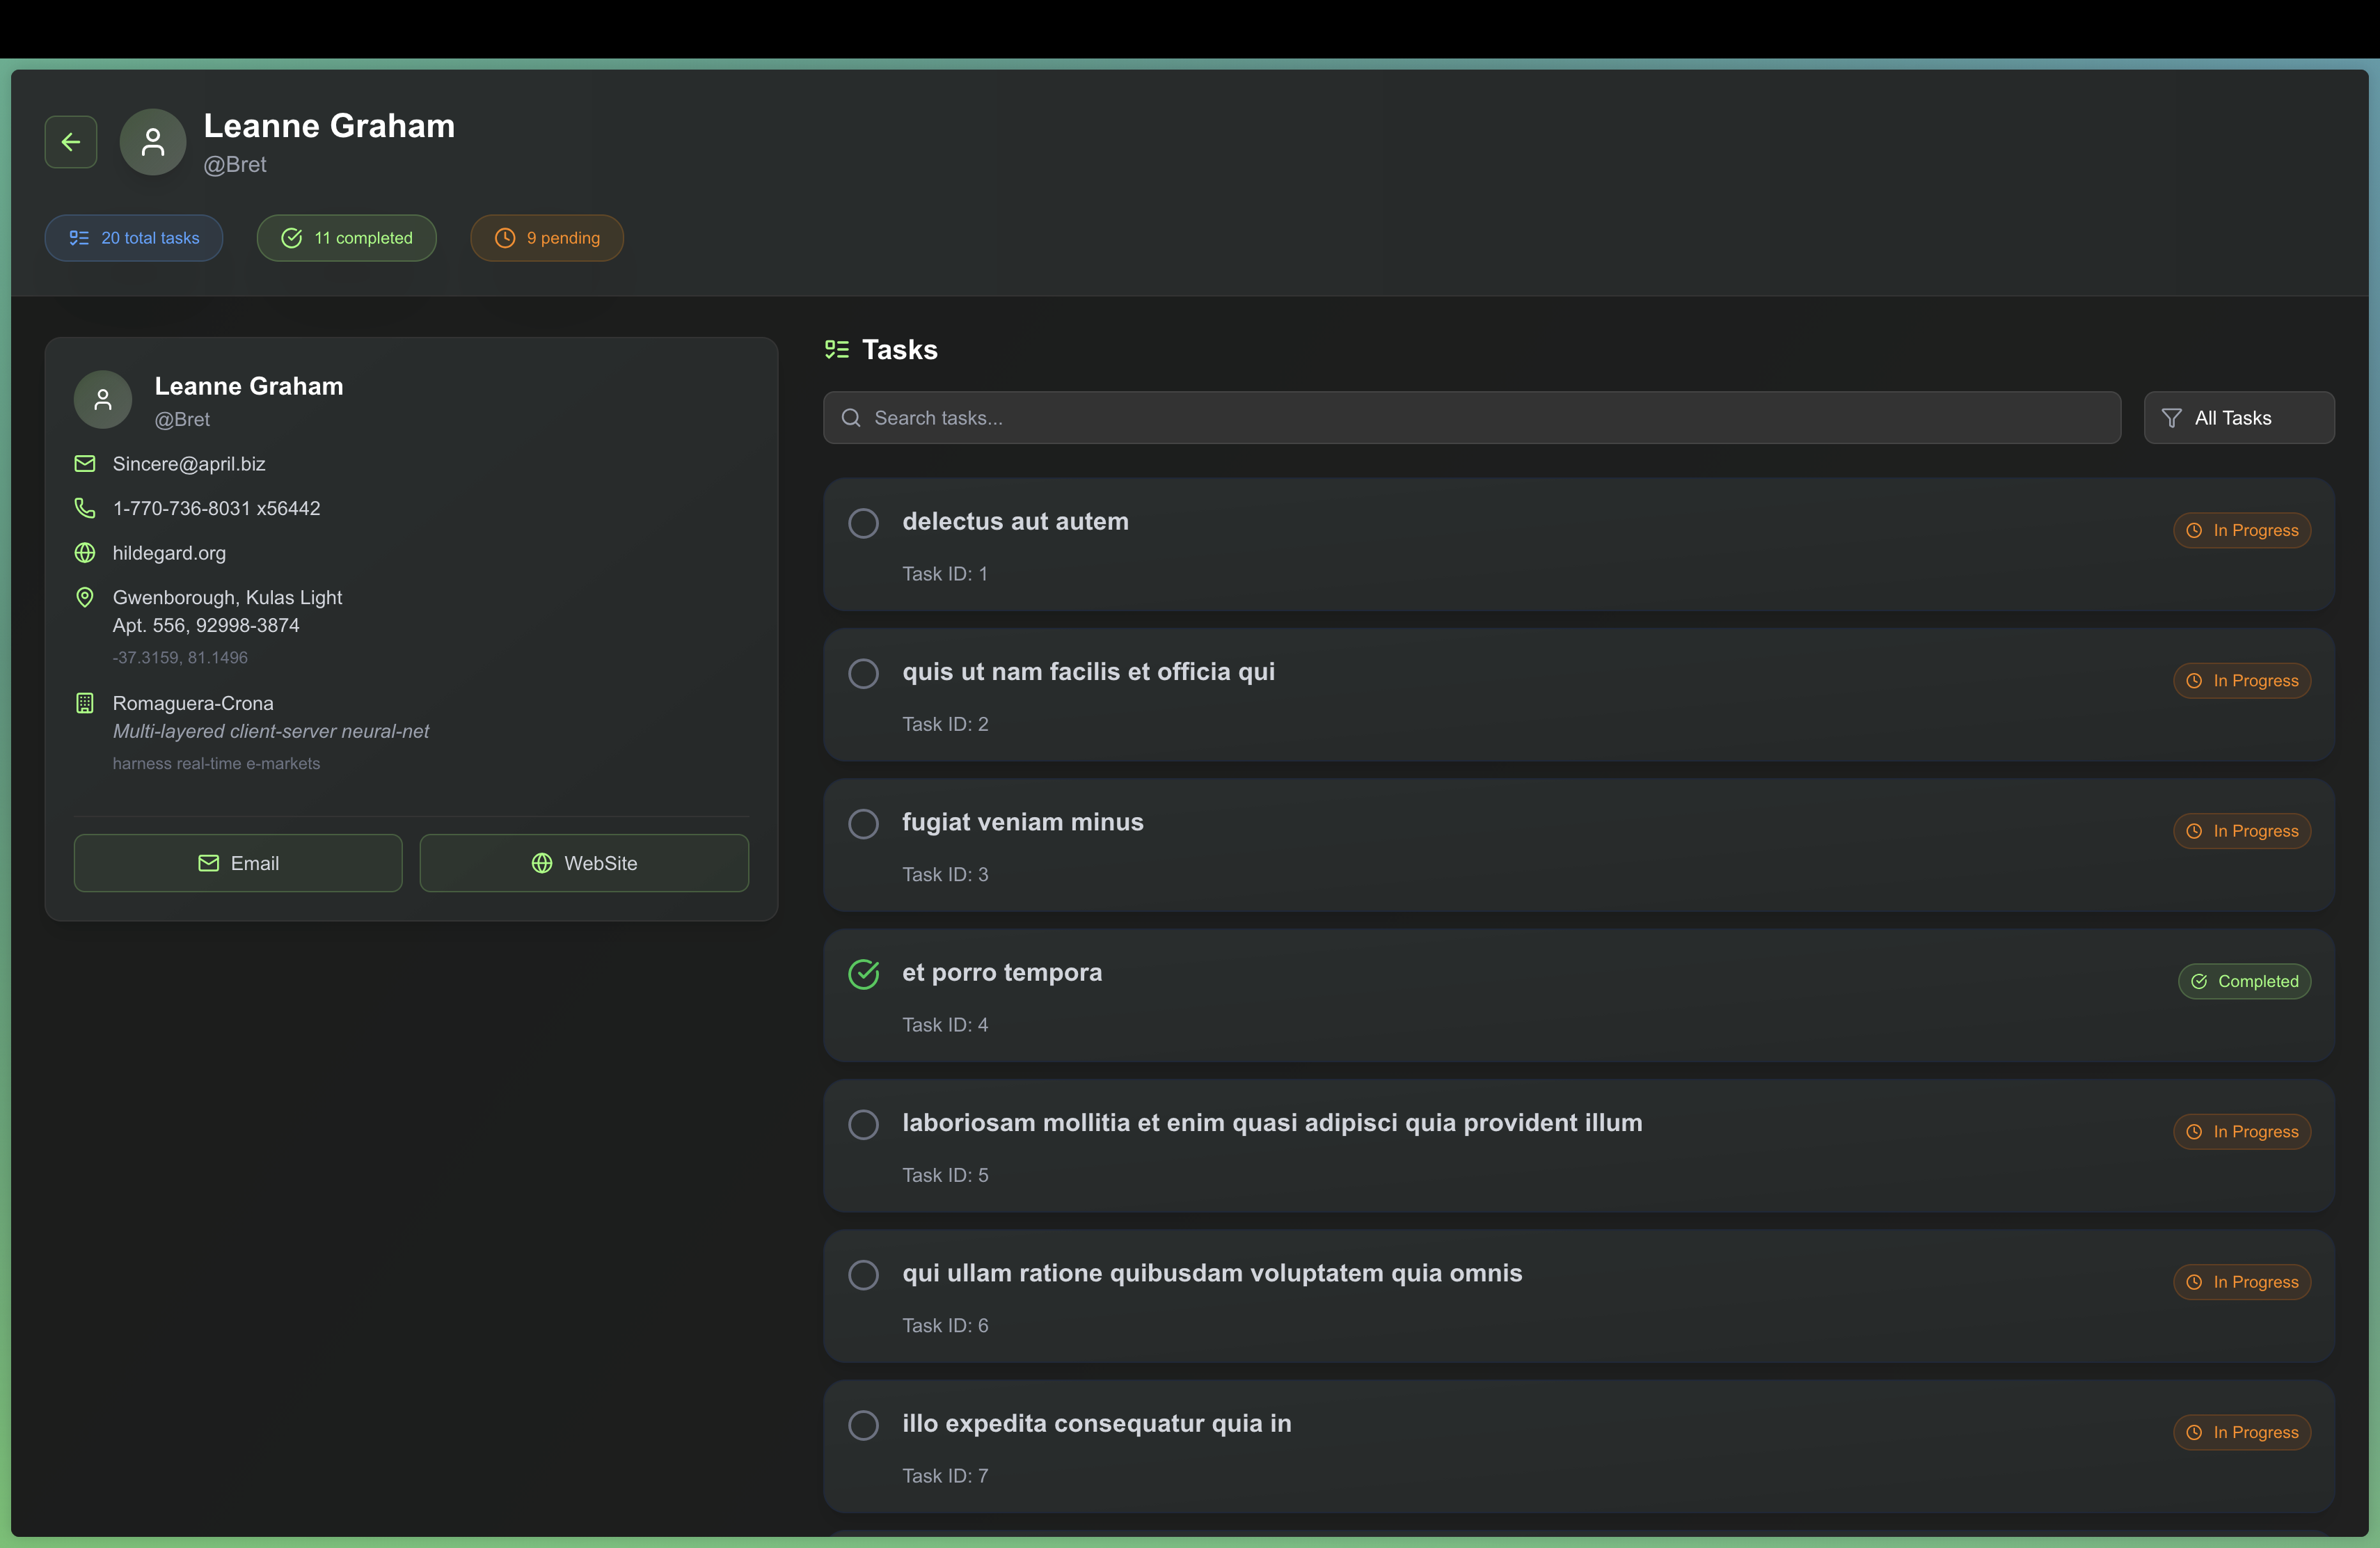 Leanne Graham
@Bret
20 total tasks
11 completed
9 pending
Leanne Graham
@Bret
Sincere@april.biz
1-770-736-8031 x56442
hildegard.org
Gwenborough, Kulas Light
Apt. 556, 92998-3874
-37.3159, 81.1496
Romaguera-Crona
Multi-layered client-server neural-net
harness real-time e-markets
Email
WebSite
Tasks
Search tasks...
All Tasks
delectus aut autem
In Progress
Task ID: 1
quis ut nam facilis et officia qui
In Progress
Task ID: 2
fugiat veniam minus
In Progress
Task ID: 3
et porro tempora
Completed
Task ID: 4
laboriosam mollitia et enim quasi adipisci quia provident illum
In Progress
Task ID: 5
qui ullam ratione quibusdam voluptatem quia omnis
In Progress
Task ID: 6
illo expedita consequatur quia in
In Progress
Task ID: 7